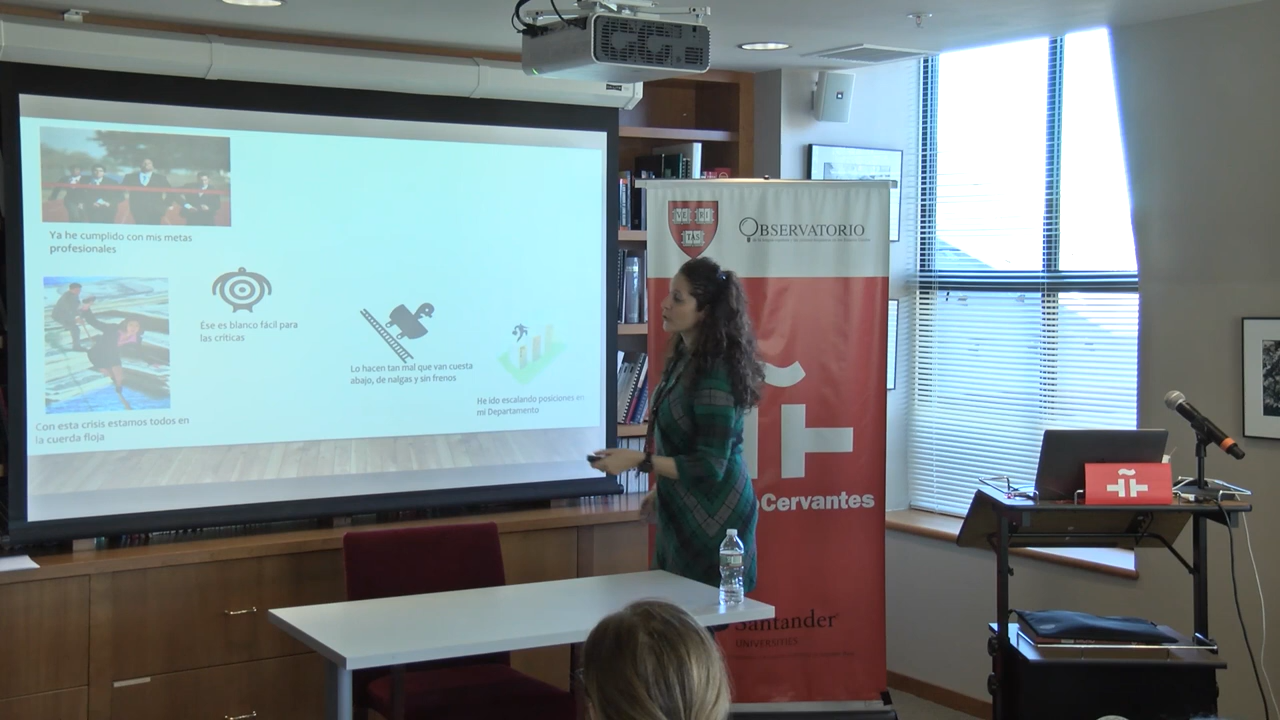 Ya he cumplido con mis metas
profesionales
Ése es blanco fácil para
las críticas
Lo hacen tan mal que van cuesta
abajo, de nalgas y sin frenos
He ido escalando posiciones en
mi Departamento
Con esta crisis estamos todos en
la cuerda floja
OBSERVATORIO
Cervantes
Santander
UNIVERSITIES